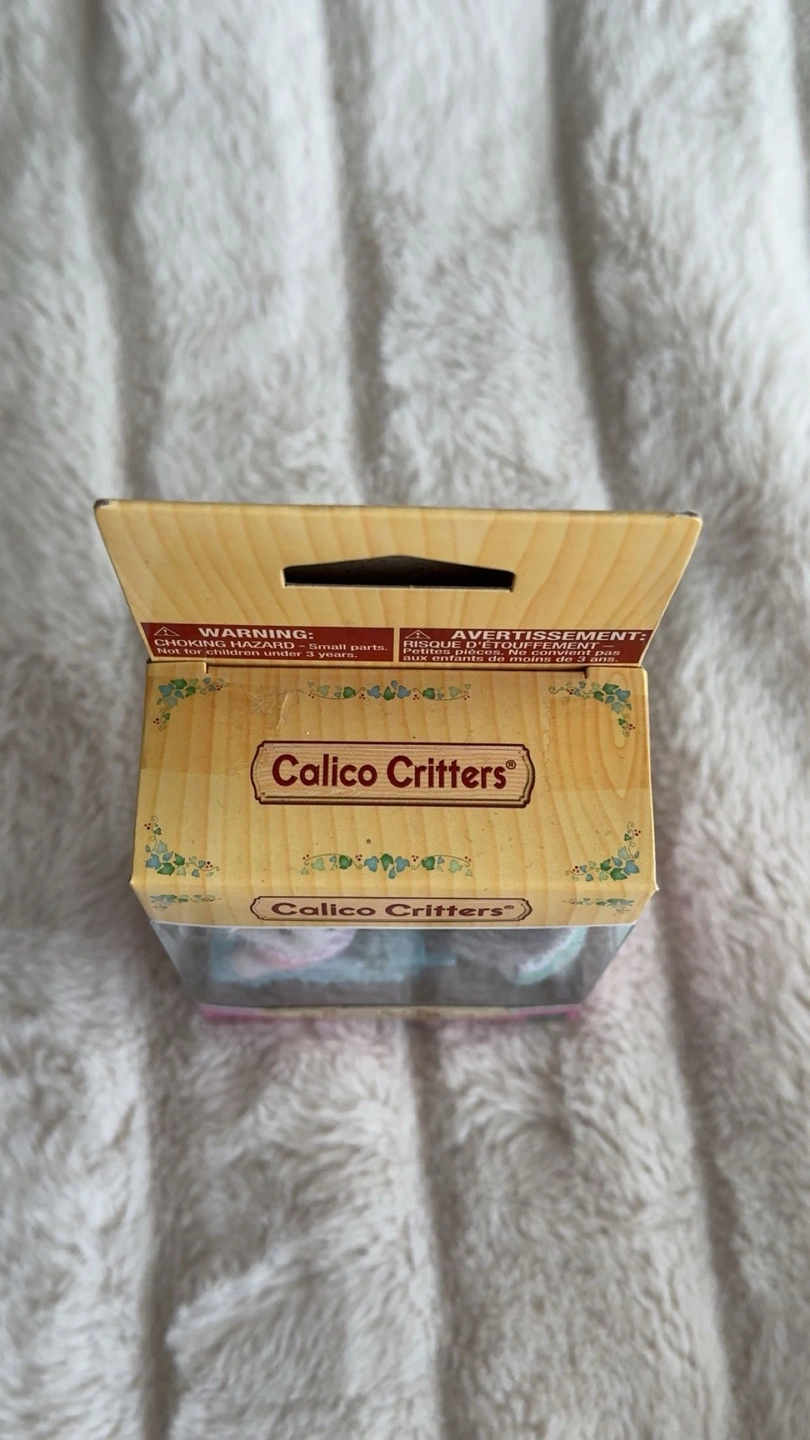 WARNING:
CHOKING HAZARD – Small parts.
Not for children under 3 years.
AVERTISSEMENT:
RISQUE D'ÉTOUFFEMENT –
Petites pièces. Ne convient pas
aux enfants de moins de 3 ans.
Calico Critters®
Calico Critters®